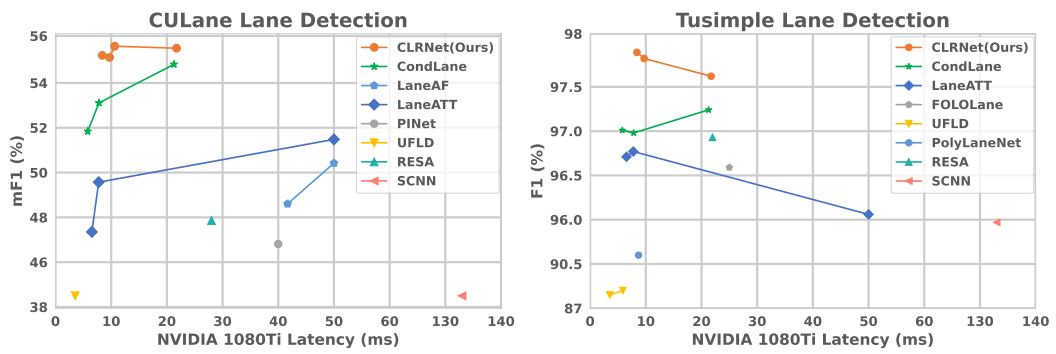 CULane Lane Detection
mF1 (%)
56
54
52
50
48
46
38
0 10 20 30 40 50 60 130 140
NVIDIA 1080Ti Latency (ms)
CLRNet(Ours)
CondLane
LaneAF
LaneATT
PINet
UFLD
RESA
SCNN
Tusimple Lane Detection
F1 (%)
98
97.5
97.0
96.5
96.0
90.5
87
0 10 20 30 40 50 60 130 140
NVIDIA 1080Ti Latency (ms)
CLRNet(Ours)
CondLane
LaneATT
FOLOLane
UFLD
PolyLaneNet
RESA
SCNN